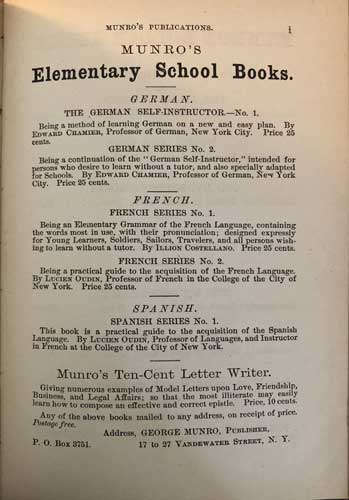 MUNRO'S PUBLICATIONS. i
MUNRO'S
Elementary School Books.
GERMAN.
THE GERMAN SELF-INSTRUCTOR.—No. 1.
Being a method of learning German on a new and easy plan. By
EDWARD CHAMIER, Professor of German, New York City. Price 25
cents.
GERMAN SERIES No. 2.
Being a continuation of the "German Self-Instructor," intended for
persons who desire to learn without a tutor, and also specially adapted
for Schools. By EDWARD CHAMIER, Professor of German, New York
City. Price 25 cents.
FRENCH.
FRENCH SERIES No. 1.
Being an Elementary Grammar of the French Language, containing
the words most in use, with their pronunciation; designed expressly
for Young Learners, Soldiers, Sailors, Travelers, and all persons wish-
ing to learn without a tutor. By ILLION COSTELLANO. Price 25 cents.
FRENCH SERIES No. 2.
Being a practical guide to the acquisition of the French Language.
By LUCIEN OUDIN, Professor of French in the College of the City of
New York. Price 25 cents.
SPANISH.
SPANISH SERIES No. 1.
This book is a practical guide to the acquisition of the Spanish
Language. By LUCIEN OUDIN, Professor of Languages, and Instructor
in French at the College of the City of New York.
Munro's Ten-Cent Letter Writer.
Giving numerous examples of Model Letters upon Love, Friendship,
Business, and Legal Affairs; so that the most illiterate may easily
learn how to compose an effective and correct epistle. Price, 10 cents.
Any of the above books mailed to any address, on receipt of price.
Postage free.
Address, GEORGE MUNRO, PUBLISHER,
P. O. Box 3751. 17 to 27 VANDEWATER STREET, N. Y.